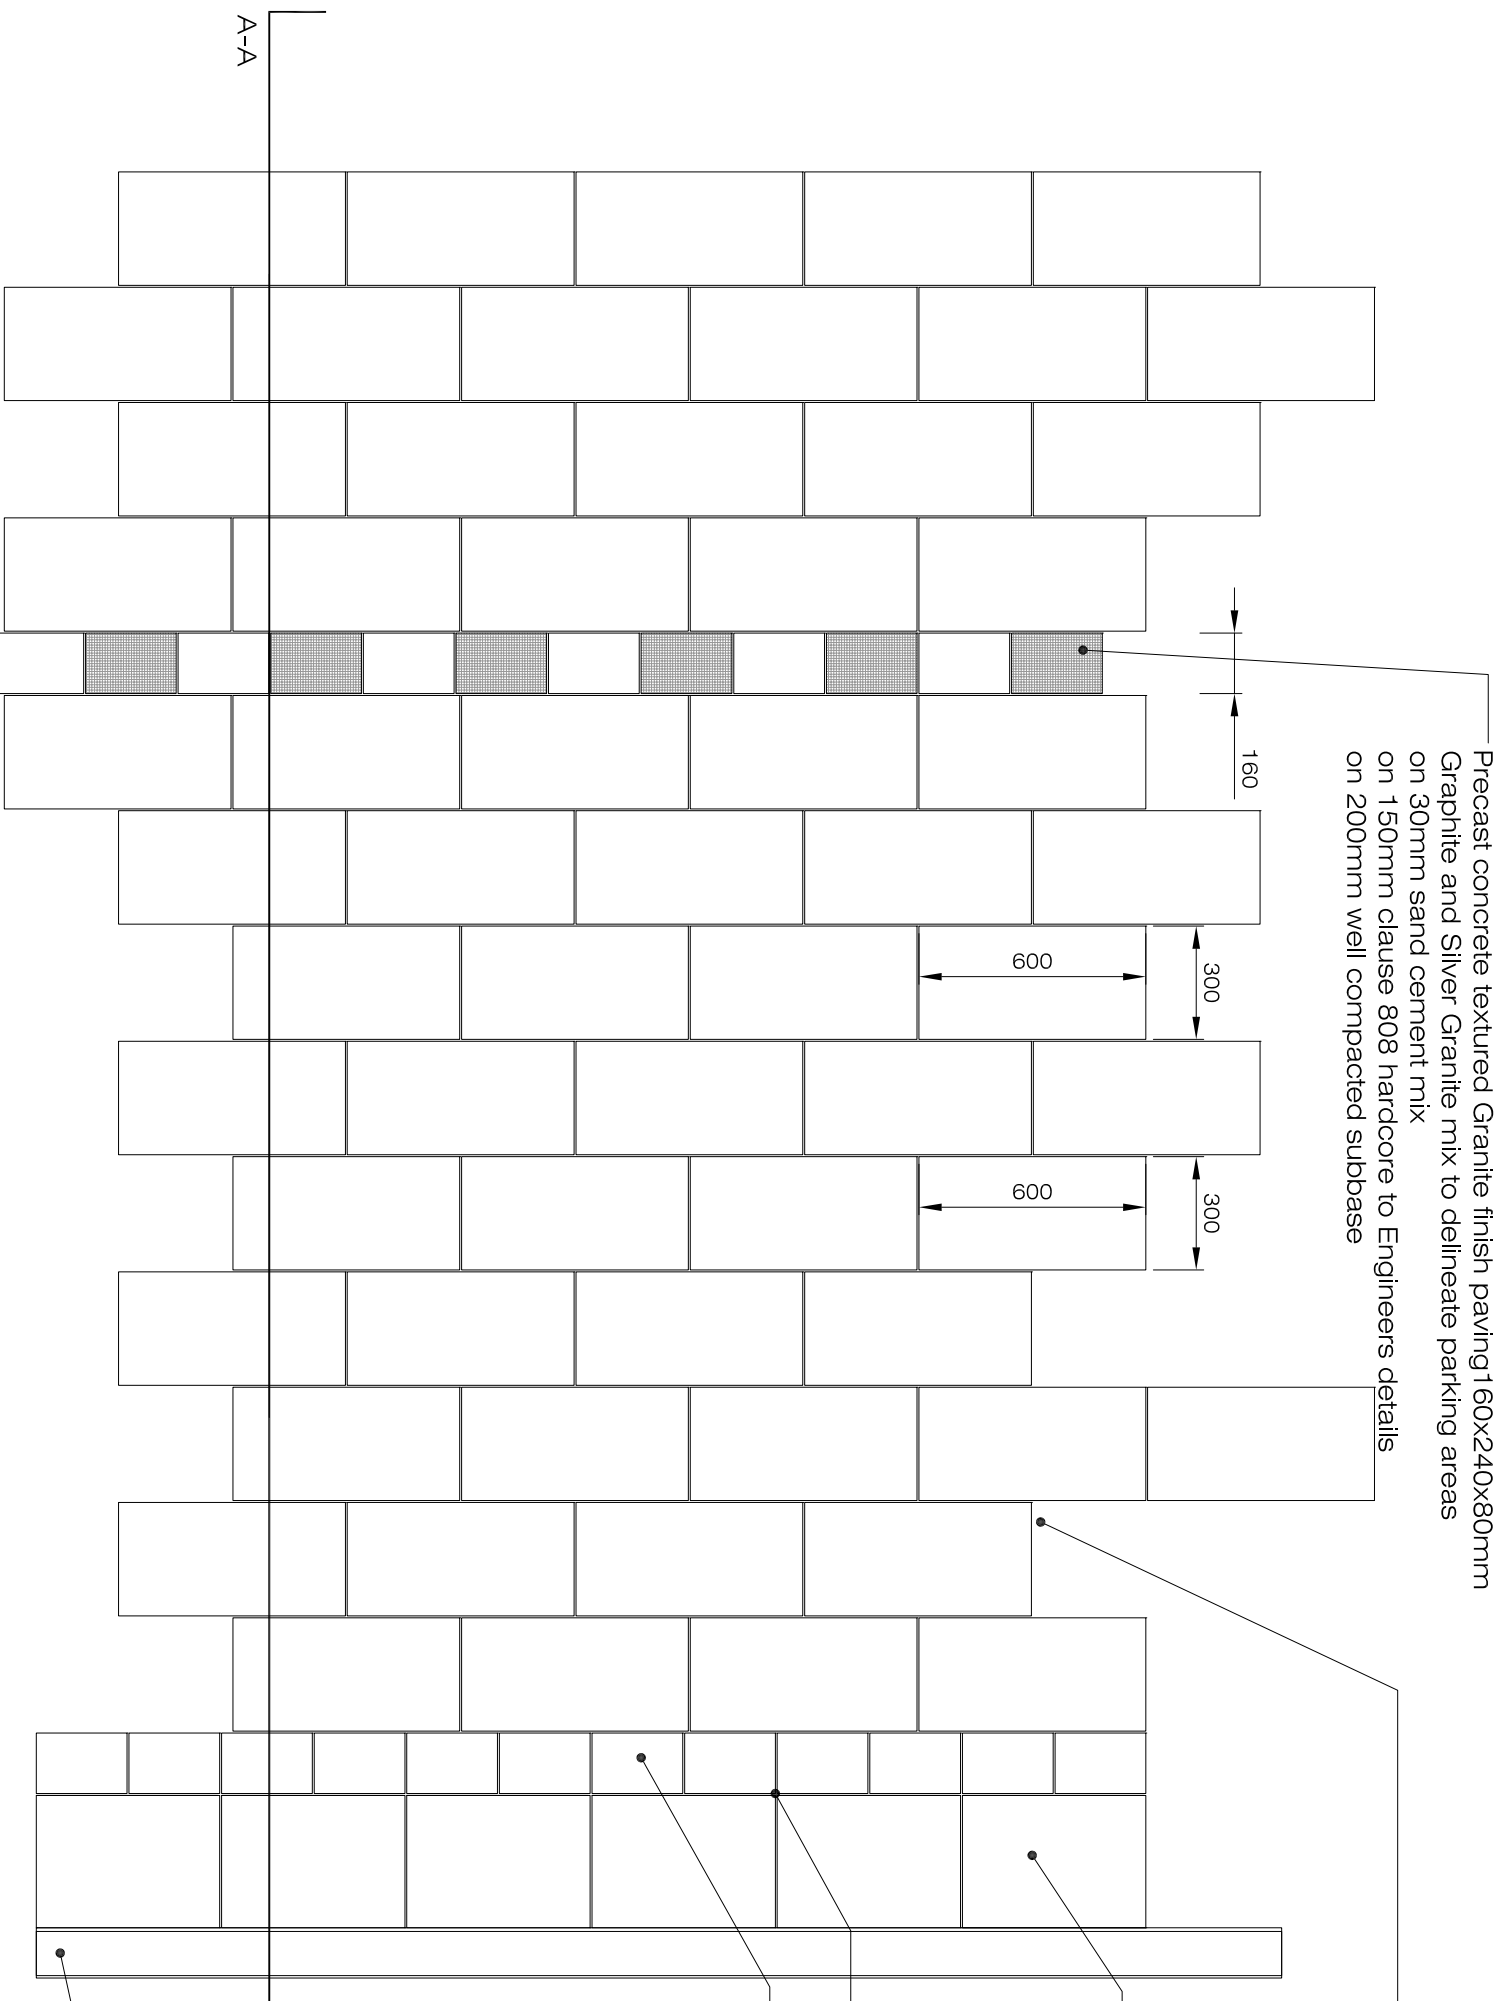 Precast concrete textured Granite finish paving160x240x80mm
Graphite and Silver Granite mix to delineate parking areas
on 30mm sand cement mix
on 150mm clause 808 hardcore to Engineers details
on 200mm well compacted subbase
A-A
160
300
600
300
600